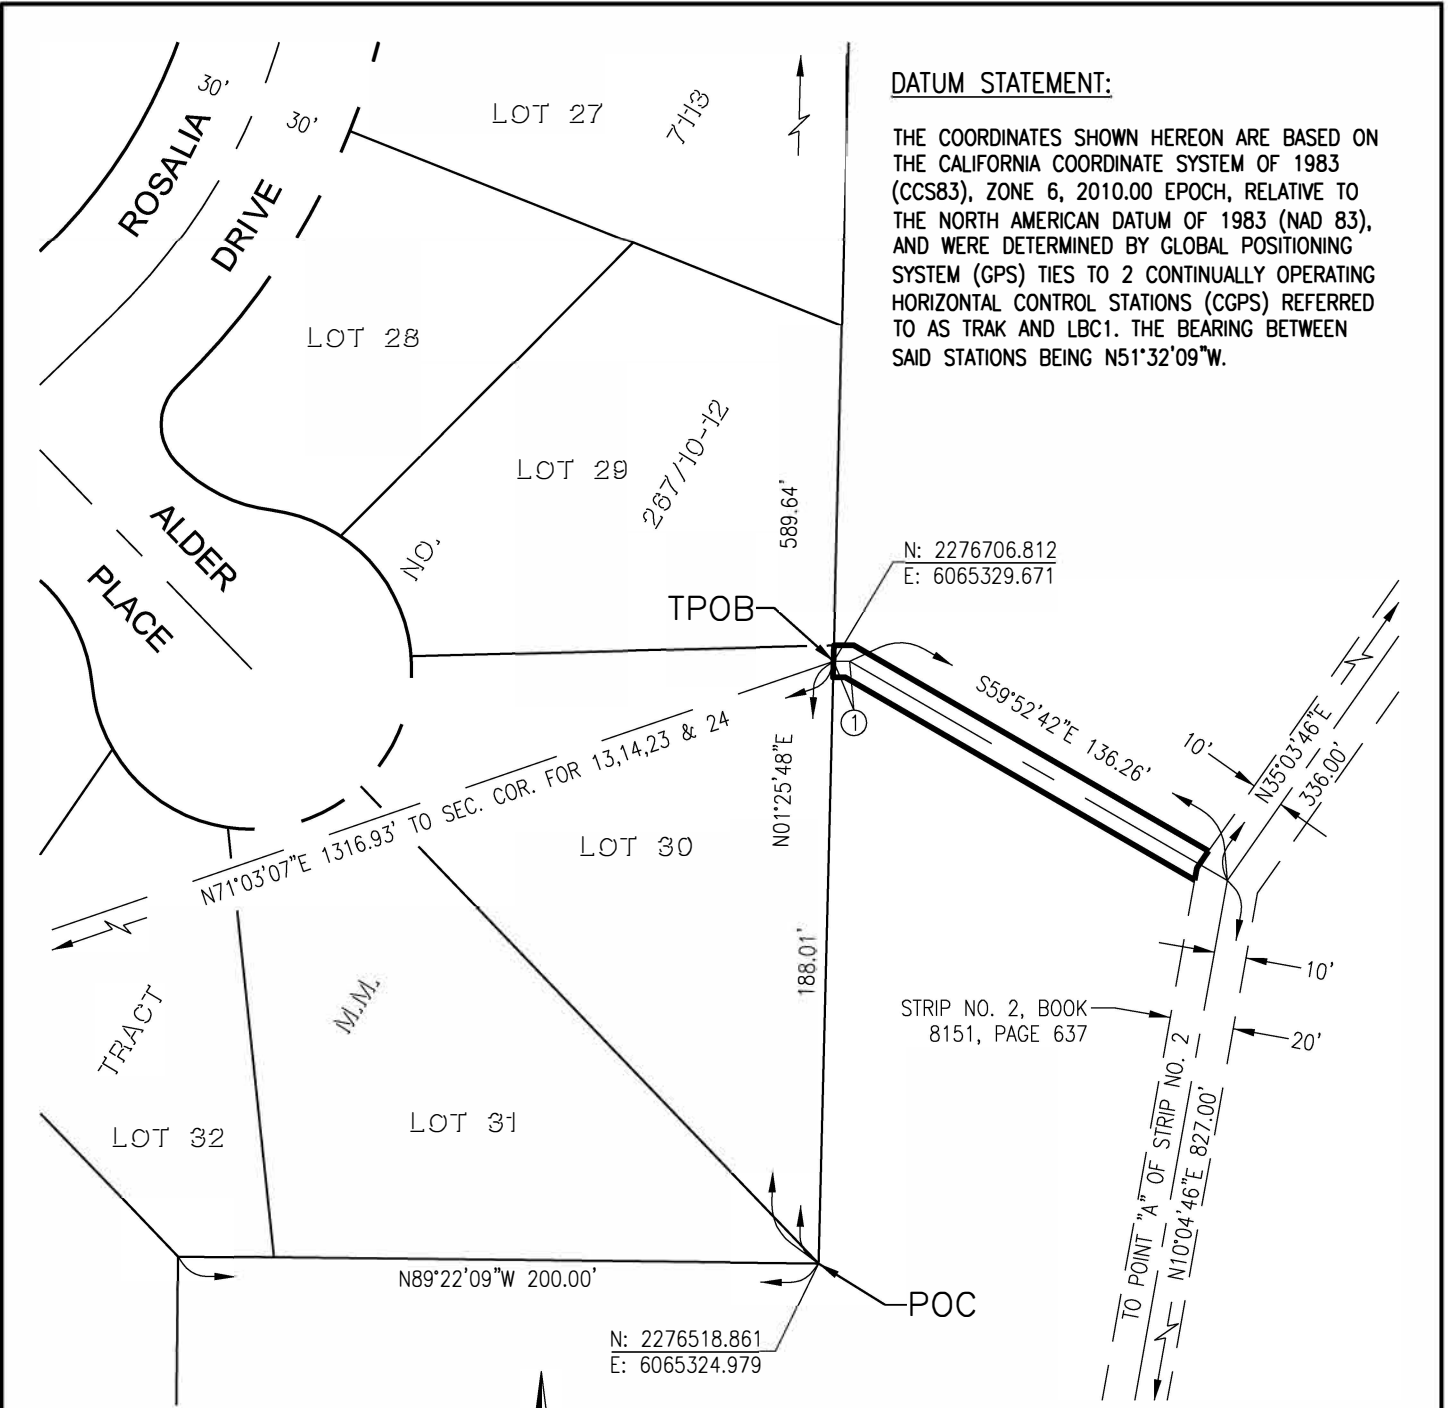 DATUM STATEMENT:
THE COORDINATES SHOWN HEREON ARE BASED ON
THE CALIFORNIA COORDINATE SYSTEM OF 1983
(CCS83), ZONE 6, 2010.00 EPOCH, RELATIVE TO
THE NORTH AMERICAN DATUM OF 1983 (NAD 83),
AND WERE DETERMINED BY GLOBAL POSITIONING
SYSTEM (GPS) TIES TO 2 CONTINUALLY OPERATING
HORIZONTAL CONTROL STATIONS (CGPS) REFERRED
TO AS TRAK AND LBC1. THE BEARING BETWEEN
SAID STATIONS BEING N51°32'09"W.
30'
30'
ROSALIA
DRIVE
LOT 27
7113
LOT 28
LOT 29
267/10-12
NO.
589.64'
ALDER
PLACE
N: 2276706.812
E: 6065329.671
TPOB
1
S59°52'42"E 136.26'
10'
N35°03'46"E
336.00'
N71°03'07"E 1316.93' TO SEC. COR. FOR 13,14,23 & 24
N01°25'48"E
188.01'
LOT 30
10'
STRIP NO. 2, BOOK
8151, PAGE 637
20'
TRACT
M.M.
LOT 32
LOT 31
TO POINT "A" OF STRIP NO. 2
N10°04'46"E 827.00'
N89°22'09"W 200.00'
POC
N: 2276518.861
E: 6065324.979